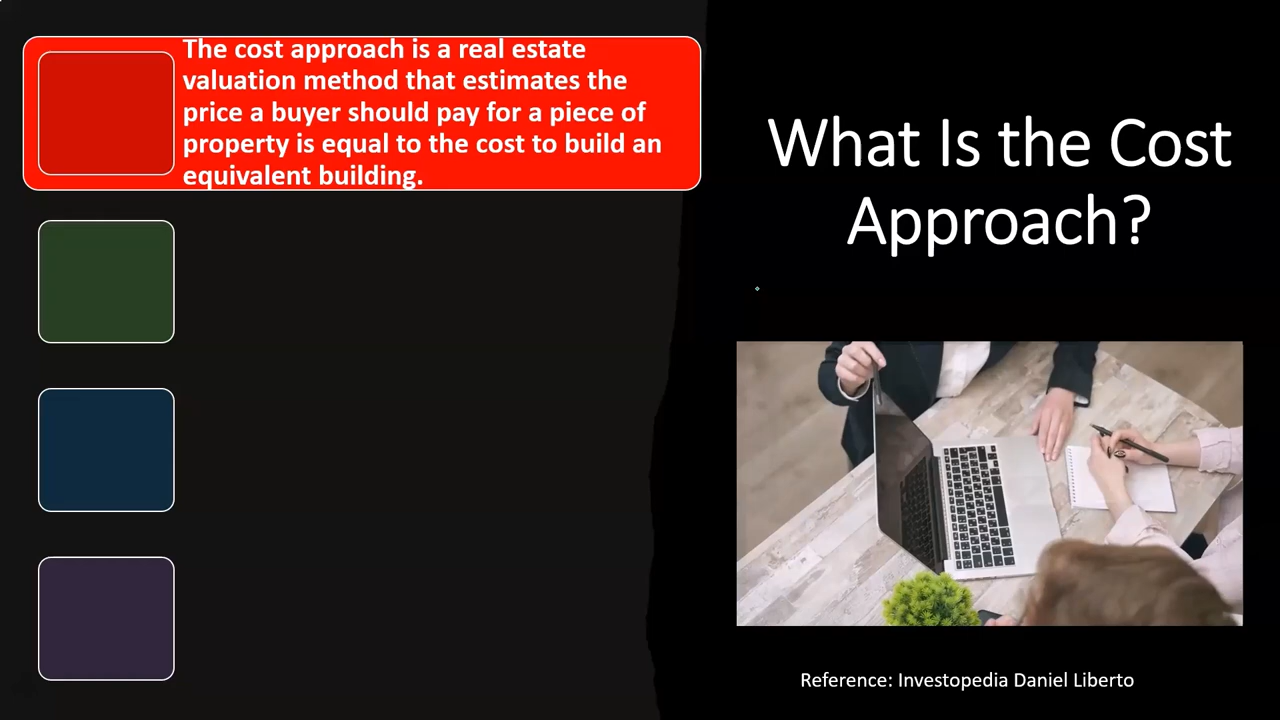 The cost approach is a real estate
valuation method that estimates the
price a buyer should pay for a piece of
property is equal to the cost to build an
equivalent building.
What Is the Cost
Approach?
Reference: Investopedia Daniel Liberto